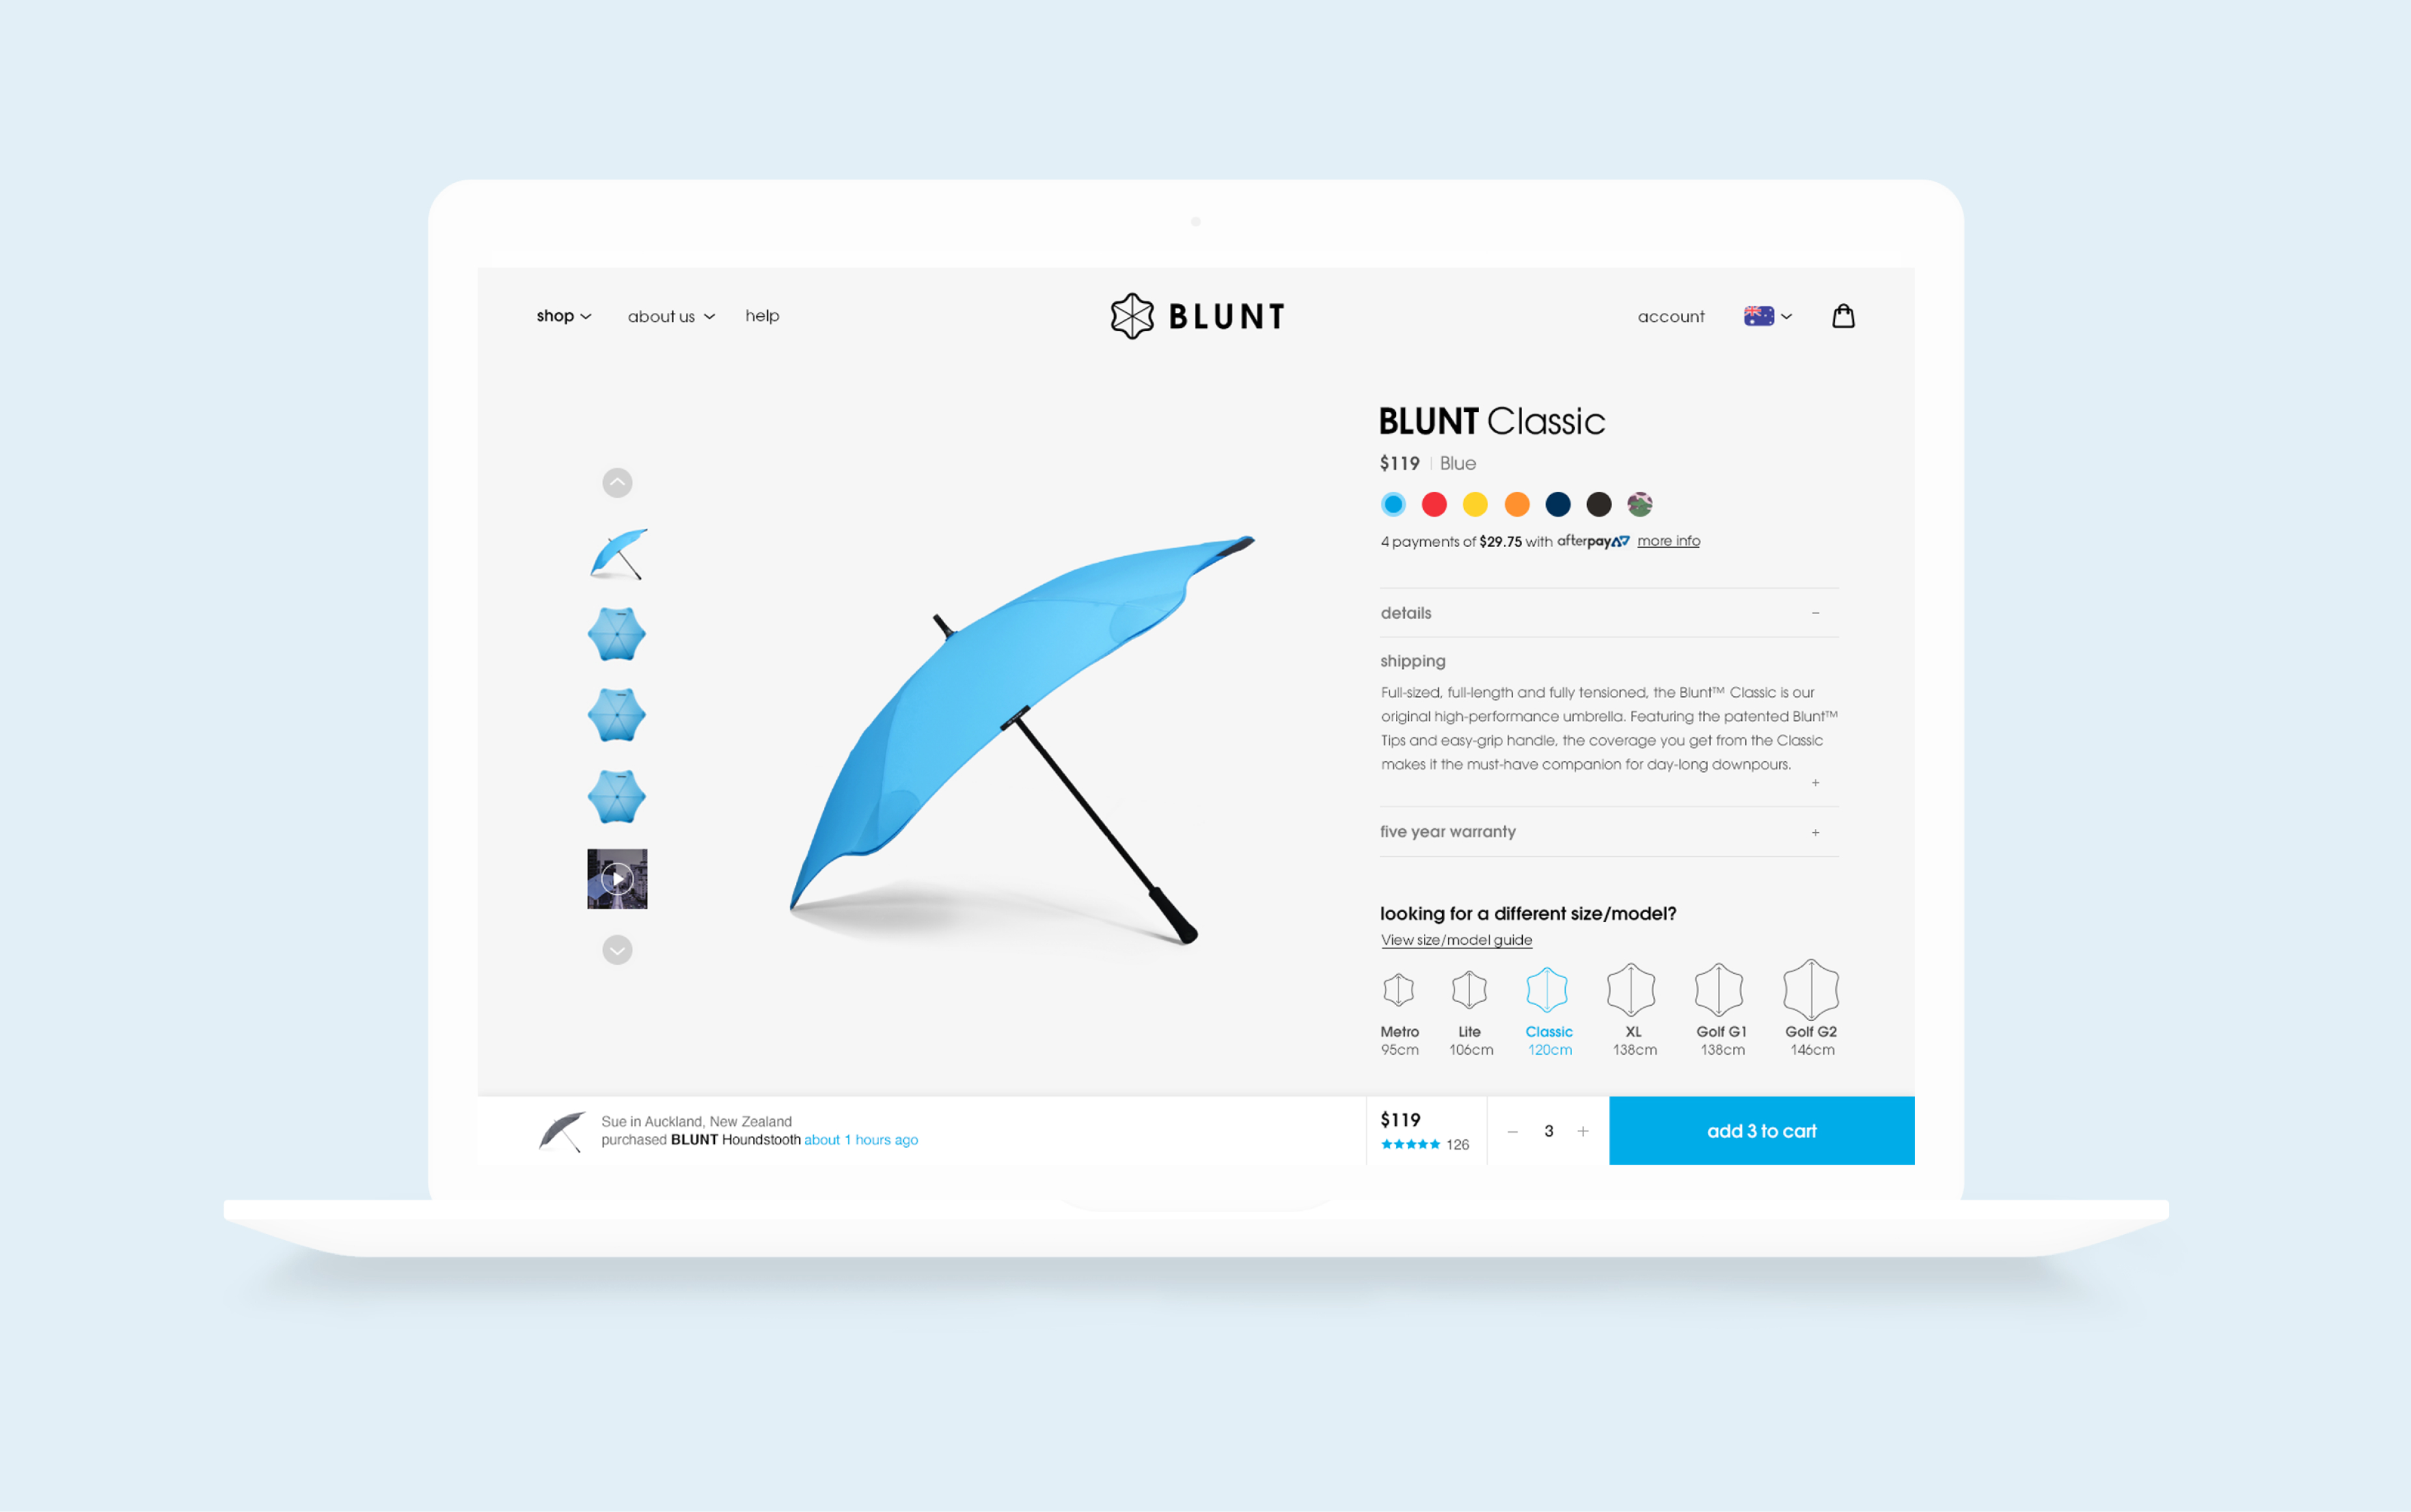 shop
about us
help
BLUNT
account
BLUNT Classic
$119 | Blue
4 payments of $29.75 with afterpay more info
details
shipping
Full-sized, full-length and fully tensioned, the Blunt™ Classic is our
original high-performance umbrella. Featuring the patented Blunt™
Tips and easy-grip handle, the coverage you get from the Classic
makes it the must-have companion for day-long downpours.
five year warranty
looking for a different size/model?
View size/model guide
Metro
95cm
Lite
106cm
Classic
120cm
XL
138cm
Golf G1
138cm
Golf G2
146cm
Sue in Auckland, New Zealand
purchased BLUNT Houndstooth about 1 hours ago
$119
126
3
add 3 to cart